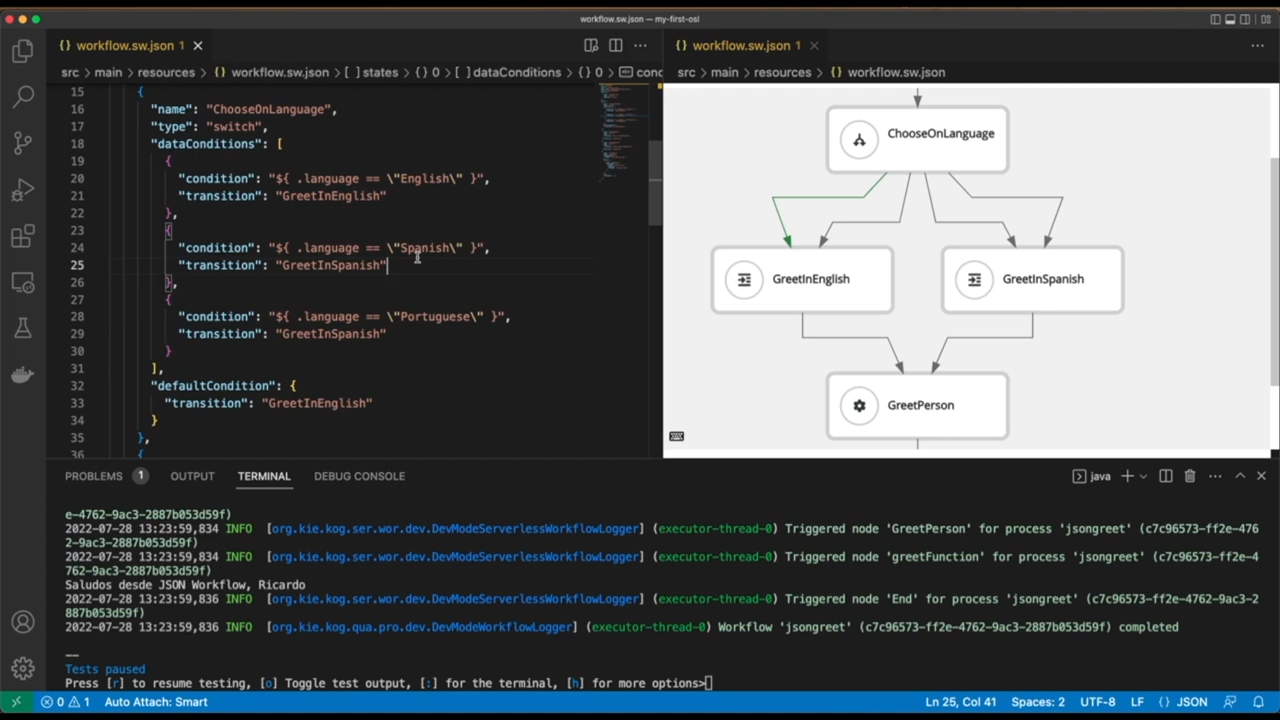 workflow.sw.json — my-first-osl
{} workflow.sw.json 1
src > main > resources > {} workflow.sw.json > [ ] states > {} 0 > [ ] dataConditions > {} 0 >
15 {
16 "name": "ChooseOnLanguage",
17 "type": "switch",
18 "dataConditions": [
19 {
20 "condition": "${ .language == \"English\" }",
21 "transition": "GreetInEnglish"
22 },
23 {
24 "condition": "${ .language == \"Spanish\" }",
25 "transition": "GreetInSpanish"
26 },
27 {
28 "condition": "${ .language == \"Portuguese\" }",
29 "transition": "GreetInSpanish"
30 }
31 ],
32 "defaultCondition": {
33 "transition": "GreetInEnglish"
34 }
35 },
36 {
{} workflow.sw.json 1
src > main > resources > {} workflow.sw.json
ChooseOnLanguage
GreetInEnglish
GreetInSpanish
GreetPerson
PROBLEMS 1 OUTPUT TERMINAL DEBUG CONSOLE
java
e-4762-9ac3-2887b053d59f)
2022-07-28 13:23:59,834 INFO [org.kie.kog.ser.wor.dev.DevModeServerlessWorkflowLogger] (executor-thread-0) Triggered node 'GreetPerson' for process 'jsongreet' (c7c96573-ff2e-476
2-9ac3-2887b053d59f)
2022-07-28 13:23:59,836 INFO [org.kie.kog.ser.wor.dev.DevModeServerlessWorkflowLogger] (executor-thread-0) Triggered node 'greetFunction' for process 'jsongreet' (c7c96573-ff2e-4
762-9ac3-2887b053d59f)
Saludos desde JSON Workflow, Ricardo
2022-07-28 13:23:59,836 INFO [org.kie.kog.ser.wor.dev.DevModeServerlessWorkflowLogger] (executor-thread-0) Triggered node 'End' for process 'jsongreet' (c7c96573-ff2e-4762-9ac3-2
887b053d59f)
2022-07-28 13:23:59,836 INFO [org.kie.kog.qua.pro.dev.DevModeWorkflowLogger] (executor-thread-0) Workflow 'jsongreet' (c7c96573-ff2e-4762-9ac3-2887b053d59f) completed
--
Tests paused
Press [r] to resume testing, [o] Toggle test output, [:] for the terminal, [h] for more options>
0 1 Auto Attach: Smart
Ln 25, Col 41 Spaces: 2 UTF-8 LF {} JSON